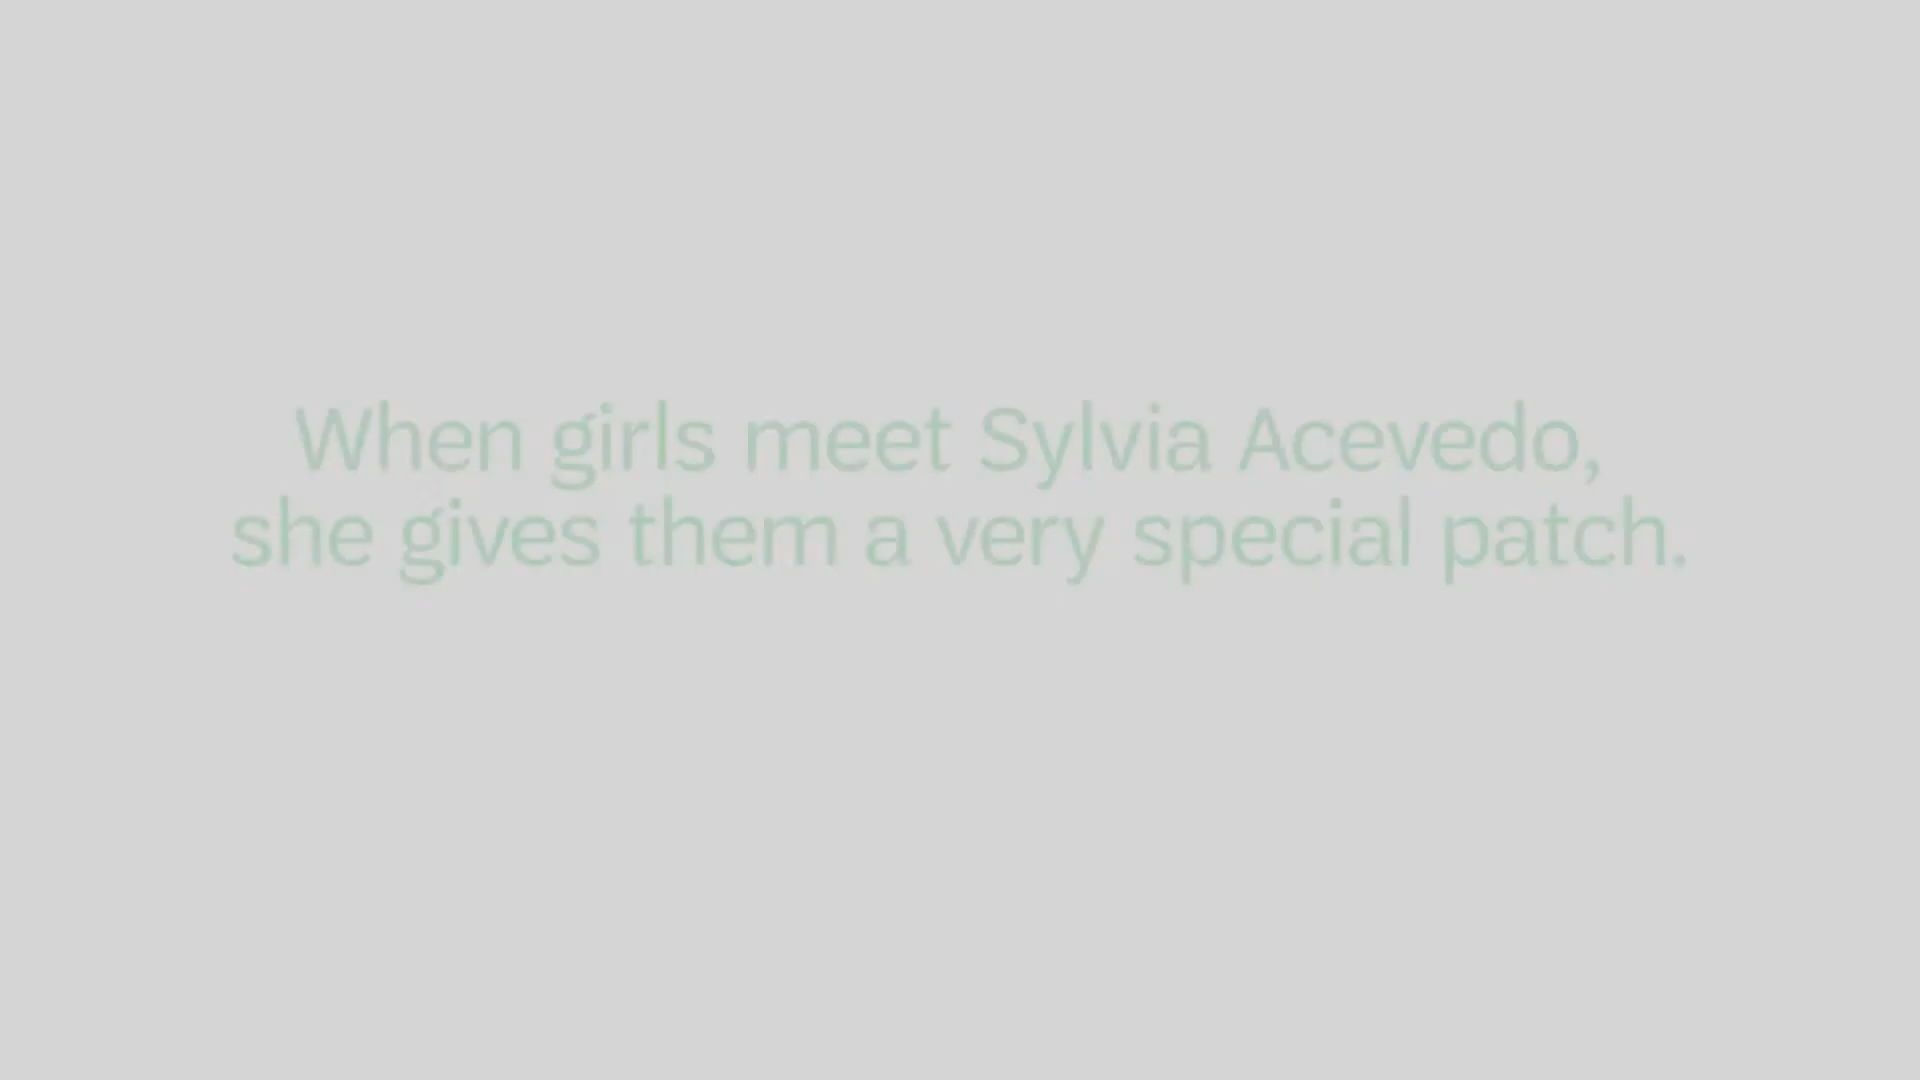 When girls meet Sylvia Acevedo,
she gives them a very special patch.